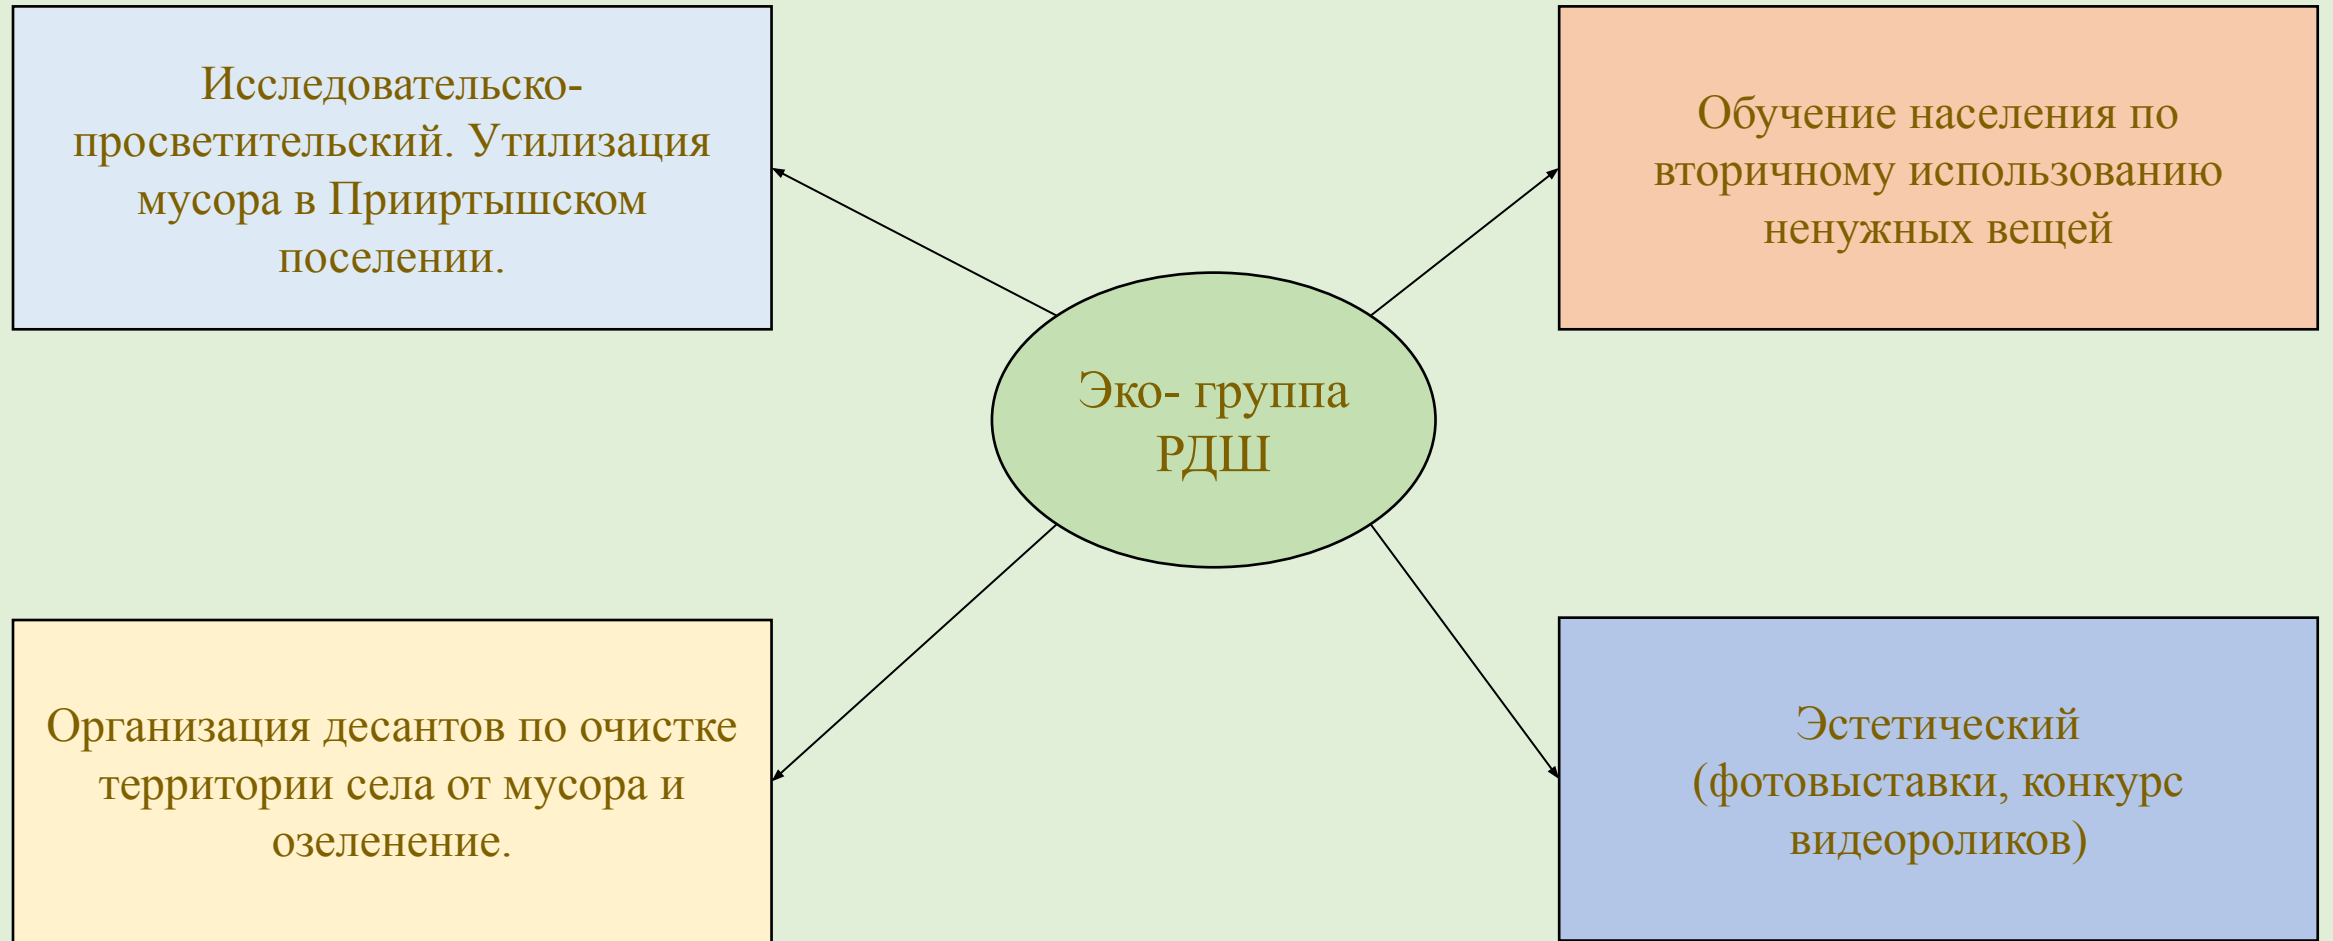 Исследовательско-
просветительский. Утилизация
мусора в Прииртышском
поселении.
Обучение населения по
вторичному использованию
ненужных вещей
Эко- группа
РДШ
Организация десантов по очистке
территории села от мусора и
озеленение.
Эстетический
(фотовыставки, конкурс
видеороликов)